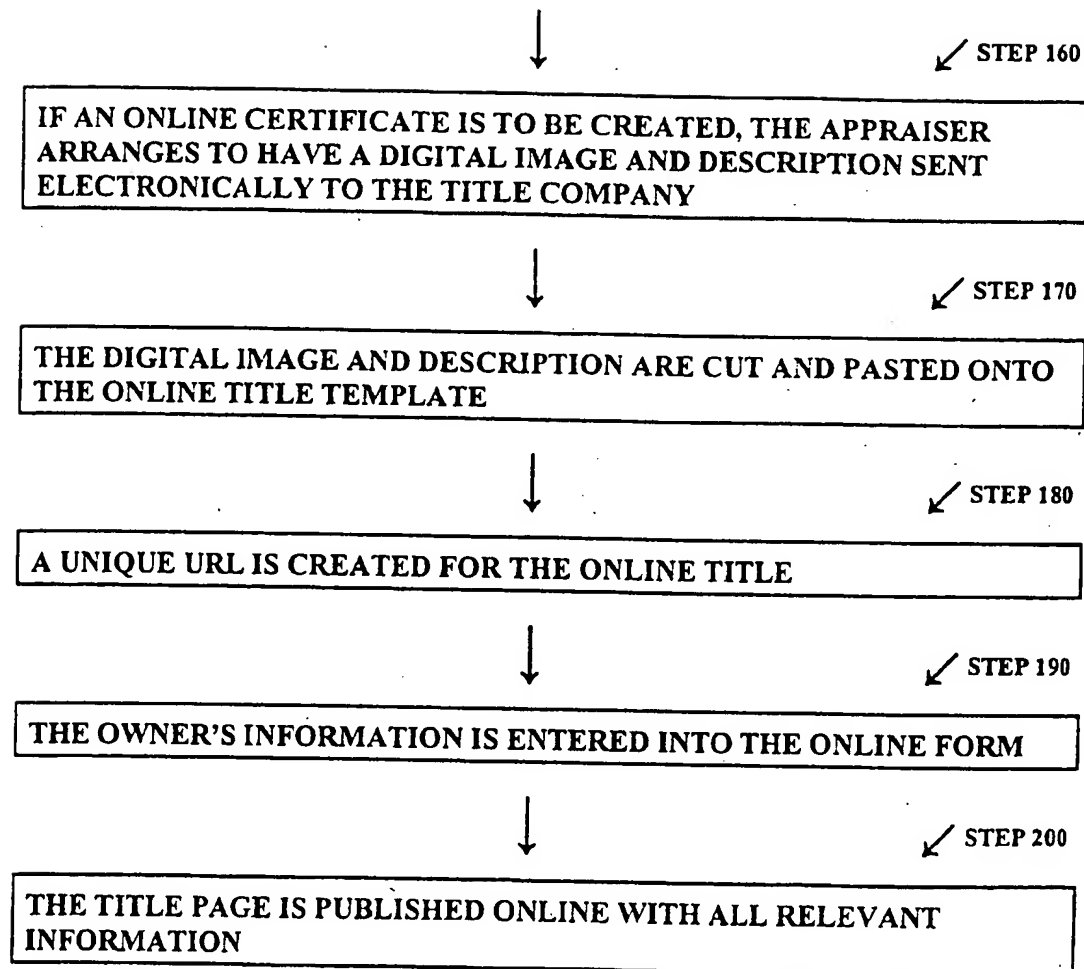 STEP 160
IF AN ONLINE CERTIFICATE IS TO BE CREATED, THE APPRAISER
ARRANGES TO HAVE A DIGITAL IMAGE AND DESCRIPTION SENT
ELECTRONICALLY TO THE TITLE COMPANY
STEP 170
THE DIGITAL IMAGE AND DESCRIPTION ARE CUT AND PASTED ONTO
THE ONLINE TITLE TEMPLATE
STEP 180
A UNIQUE URL IS CREATED FOR THE ONLINE TITLE
STEP 190
THE OWNER'S INFORMATION IS ENTERED INTO THE ONLINE FORM
STEP 200
THE TITLE PAGE IS PUBLISHED ONLINE WITH ALL RELEVANT
INFORMATION